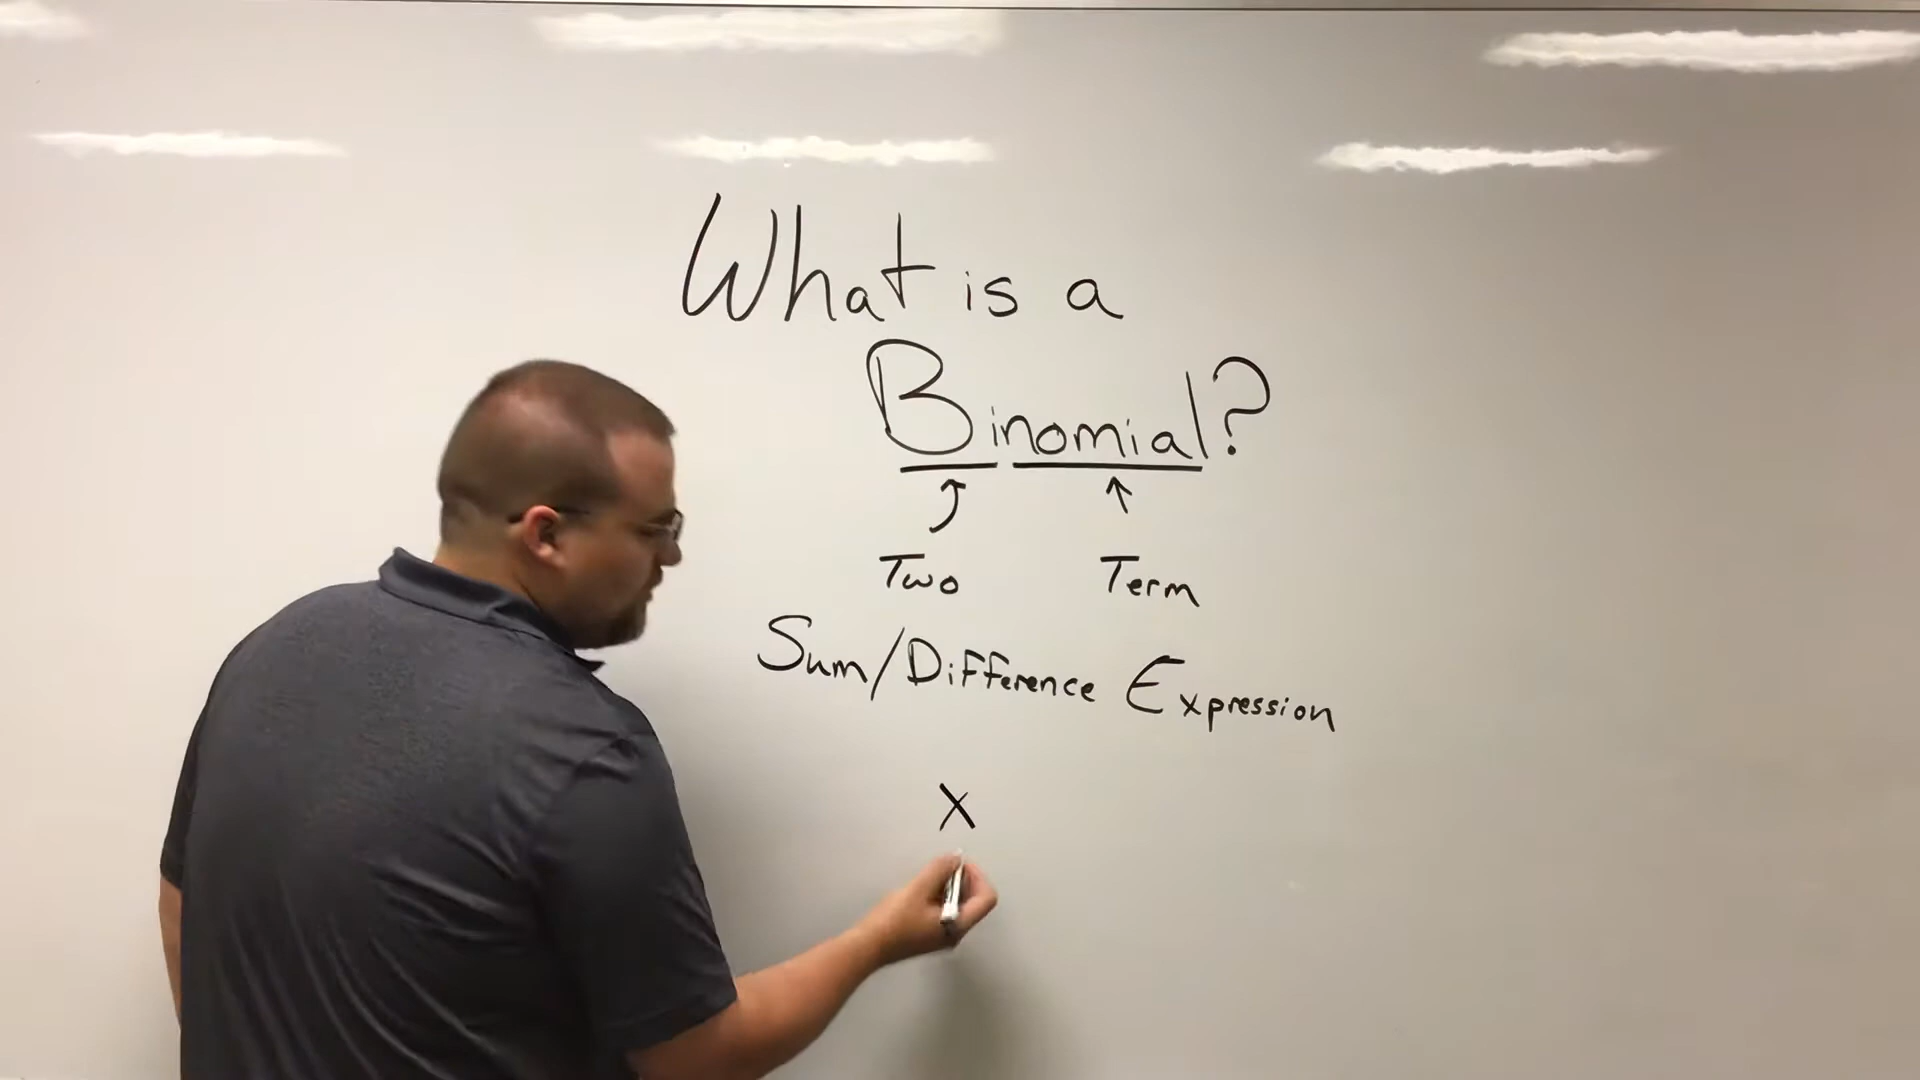 What is a
Binomial?
Two Term
Sum/Difference Expression
X